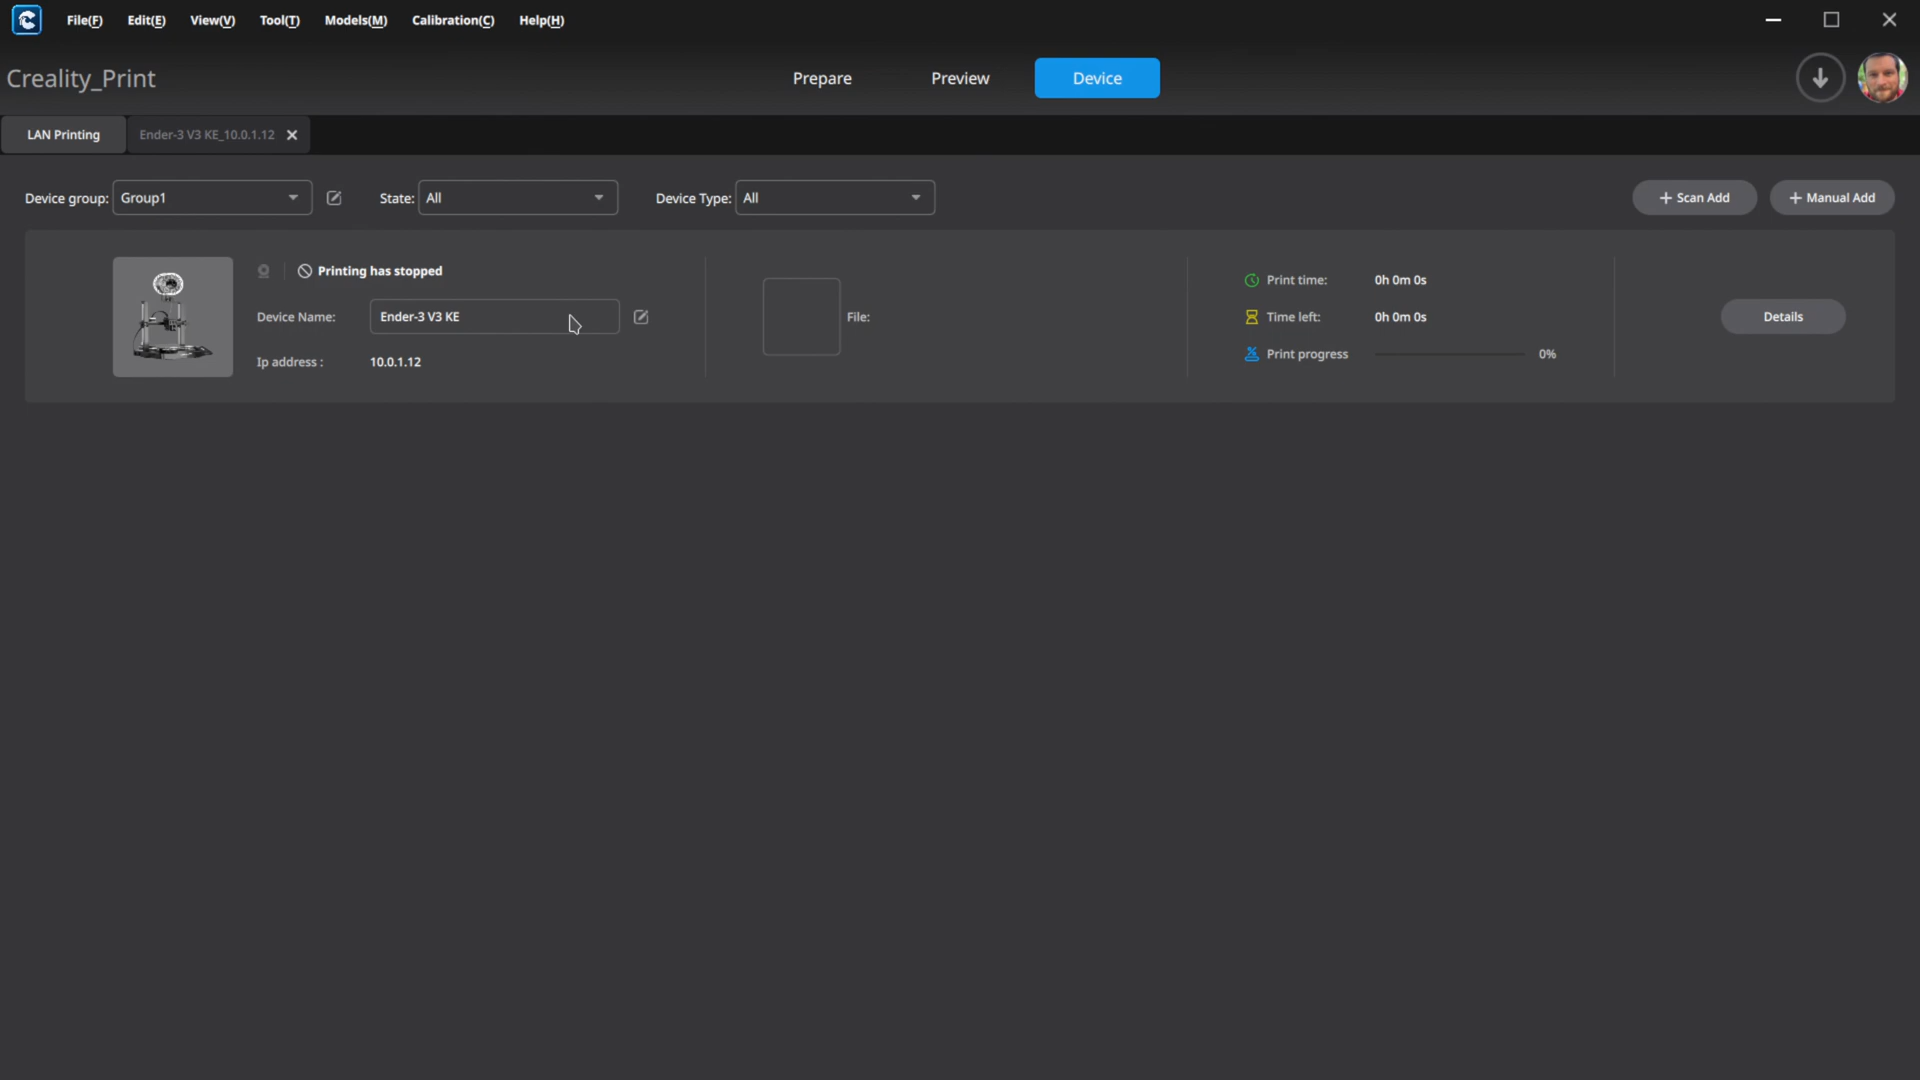 File(F) Edit(E) View(V) Tool(T) Models(M) Calibration(C) Help(H)
Creality_Print Prepare Preview Device
LAN Printing Ender-3 V3 KE_10.0.1.12
Device group: Group1 State: All Device Type: All Scan Add Manual Add
Printing has stopped
Device Name: Ender-3 V3 KE
Ip address : 10.0.1.12
File:
Print time: 0h 0m 0s
Time left: 0h 0m 0s
Print progress 0%
Details